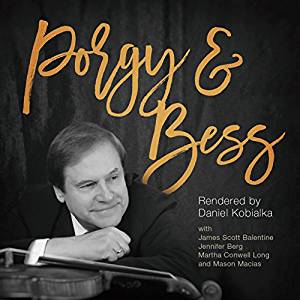 Porgy &
Bess
Rendered by
Daniel Kobialka
with
James Scott Balentine
Jennifer Berg
Martha Conwell Long
and Mason Macias